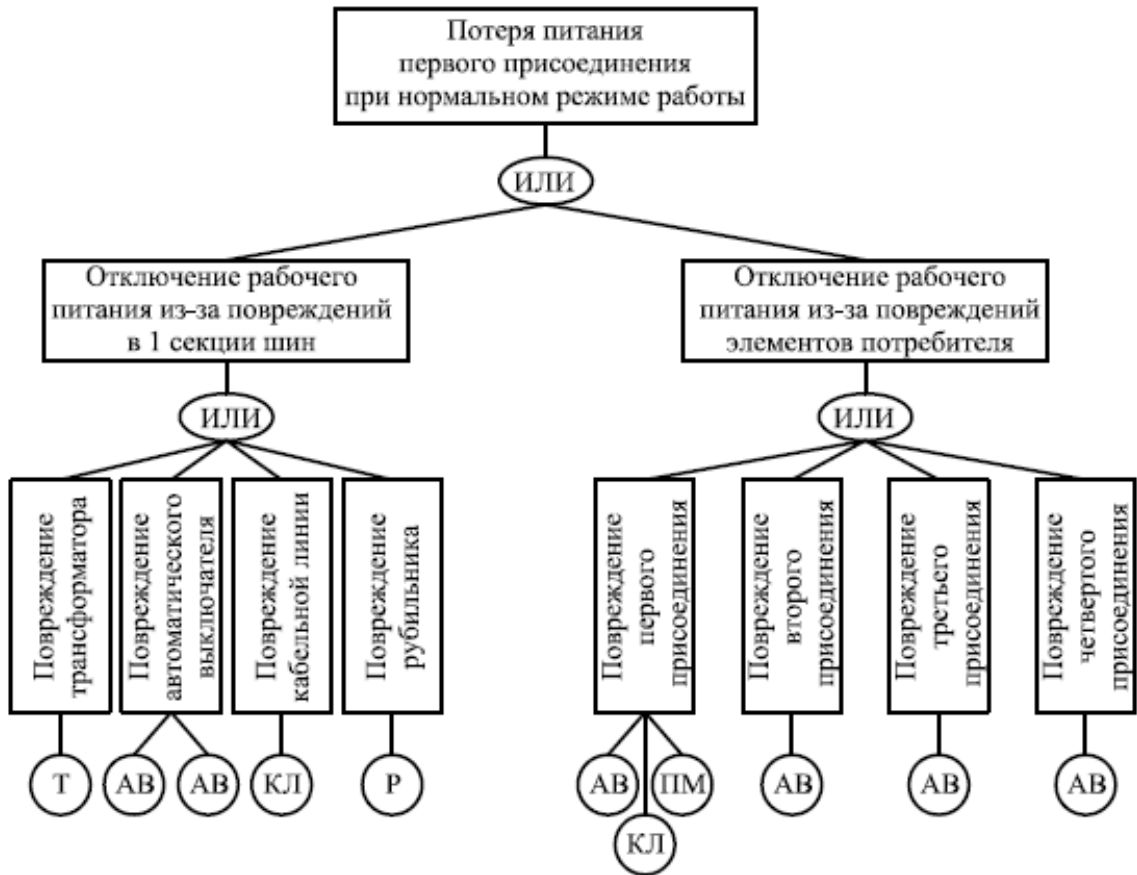 Потеря питания
первого присоединения
при нормальном режиме работы
ИЛИ
Отключение рабочего
питания из-за повреждений
в 1 секции шин
Отключение рабочего
питания из-за повреждений
элементов потребителя
ИЛИ
ИЛИ
Повреждение
трансформатора
Повреждение
автоматического
выключателя
Повреждение
кабельной линии
Повреждение
рубильника
Повреждение
первого
присоединения
Повреждение
второго
присоединения
Повреждение
третьего
присоединения
Повреждение
четвертого
присоединения
Т
АВ
АВ
КЛ
Р
АВ
КЛ
ПМ
АВ
АВ
АВ